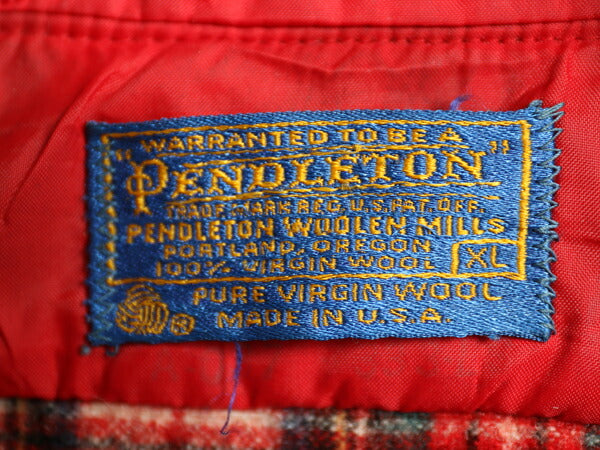 WARRANTED TO BE A
"PENDLETON"
TRADE MARK REG. U.S. PAT. OFF.
PENDLETON WOOLEN MILLS
PORTLAND, OREGON
100% VIRGIN WOOL XL
PURE VIRGIN WOOL
® MADE IN U.S.A.